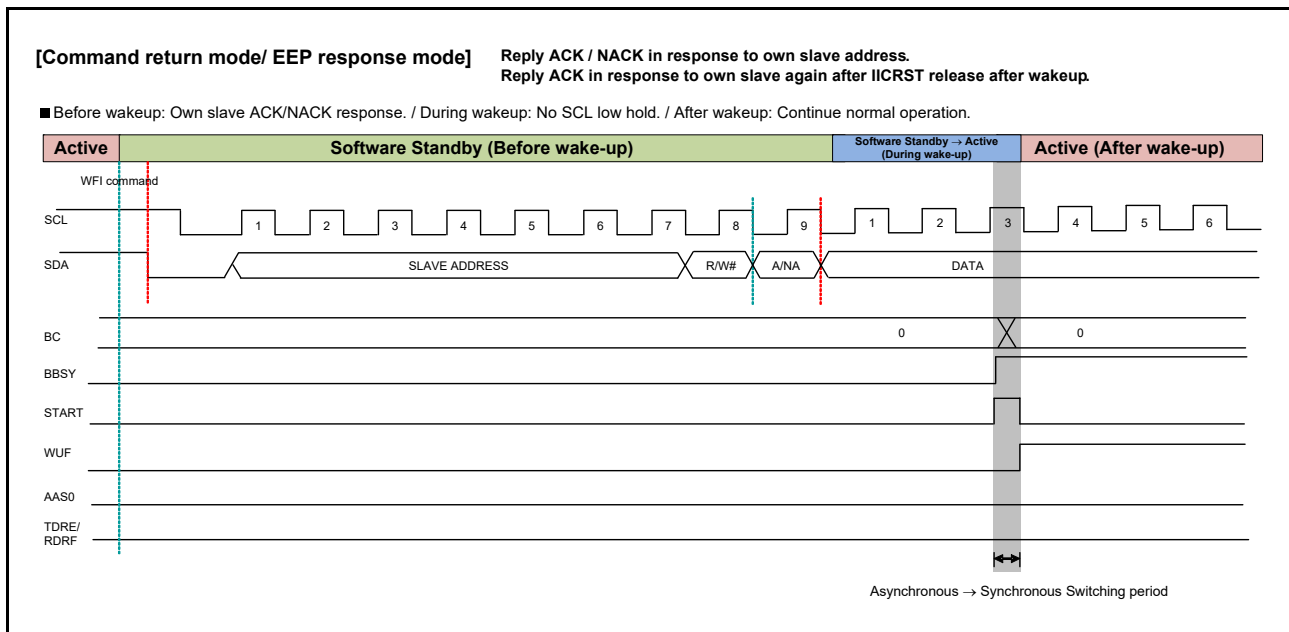 [Command return mode/ EEP response mode]
Reply ACK / NACK in response to own slave address.
Reply ACK in response to own slave again after IICRST release after wakeup.
■ Before wakeup: Own slave ACK/NACK response. / During wakeup: No SCL low hold. / After wakeup: Continue normal operation.
Active
Software Standby (Before wake-up)
Software Standby → Active
(During wake-up)
Active (After wake-up)
WFI command
SCL
1 2 3 4 5 6 7 8 9 1 2 3 4 5 6
SDA
SLAVE ADDRESS R/W# A/NA DATA
BC
0 0
BBSY
START
WUF
AAS0
TDRE/
RDRF
Asynchronous → Synchronous Switching period